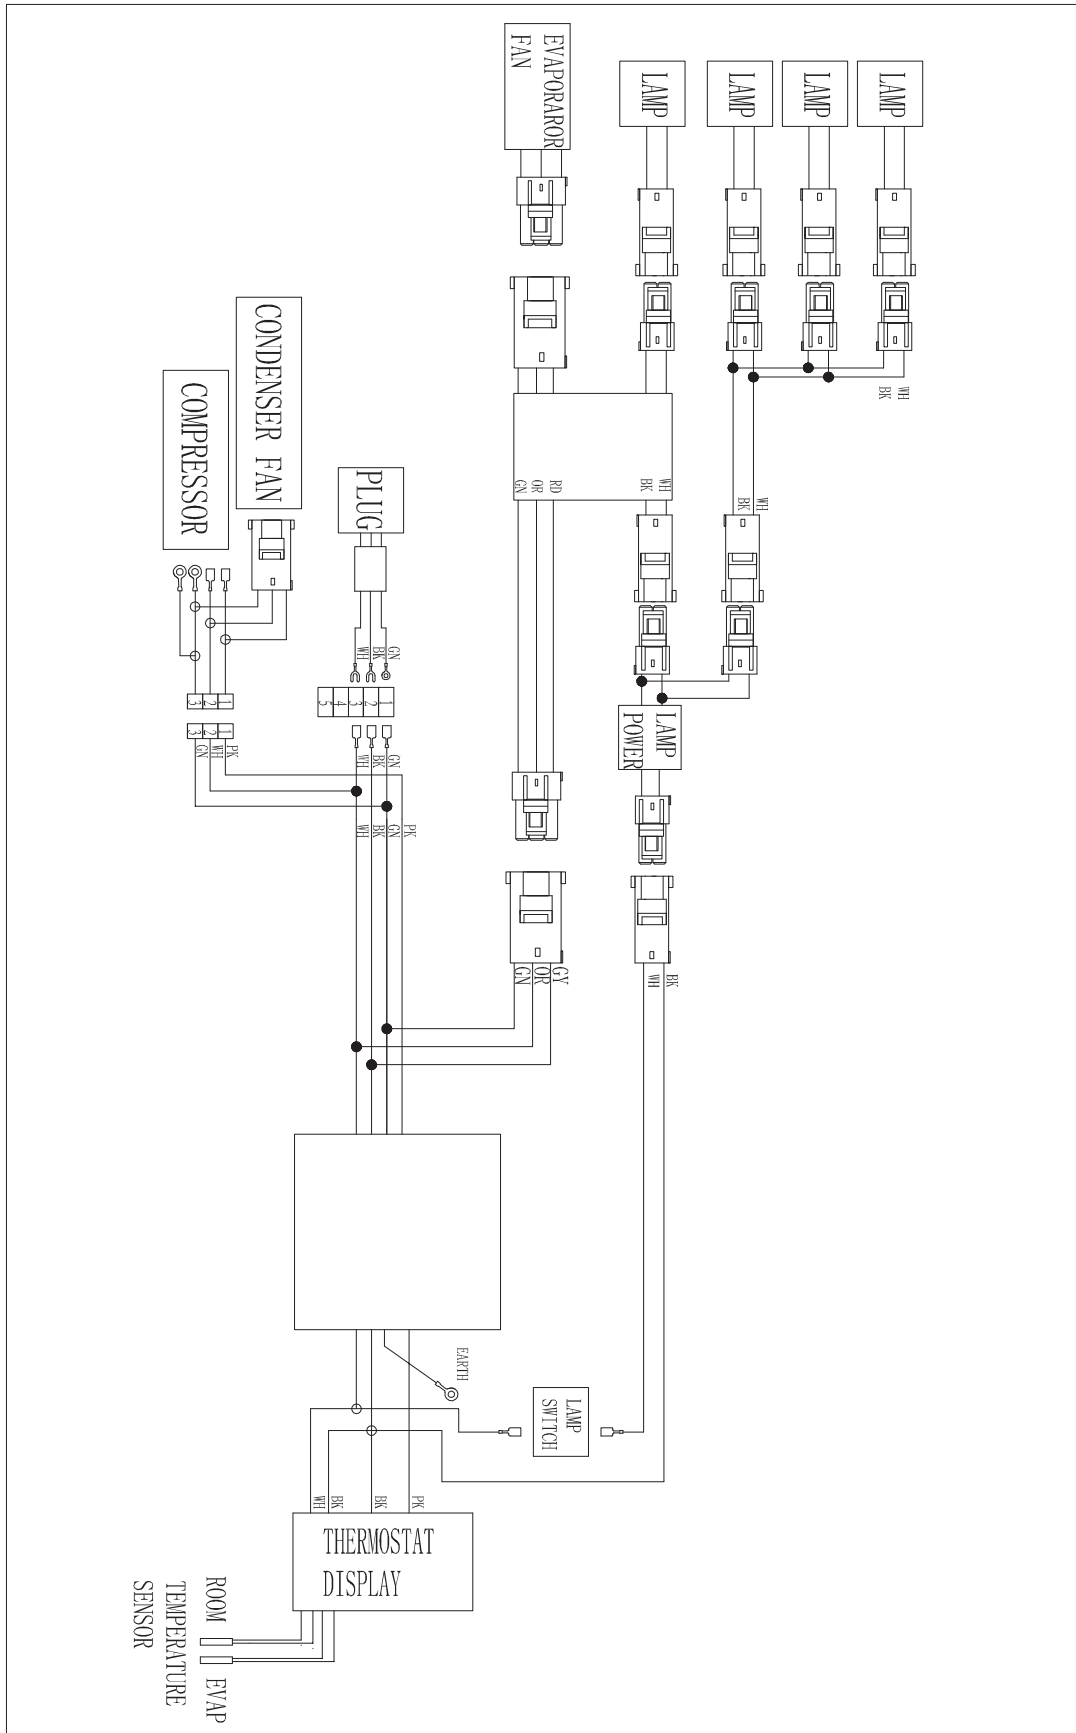 EVAPORAROR
FAN
LAMP
LAMP
LAMP
LAMP
WH
BK
CONDENSER FAN
COMPRESSOR
PLUG
GN
OR
RD
BK
WH
WH
BK
GN
BK
WH
1
2
3
4
5
1
2
3
1
2
3
PK
WH
GN
GN
BK
WH
PK
GN
BK
WH
LAMP
POWER
GY
OR
GN
BK
WH
EARTH
LAMP
SWITCH
WH
BK
BK
PK
THERMOSTAT
DISPLAY
ROOM EVAP
TEMPERATURE
SENSOR